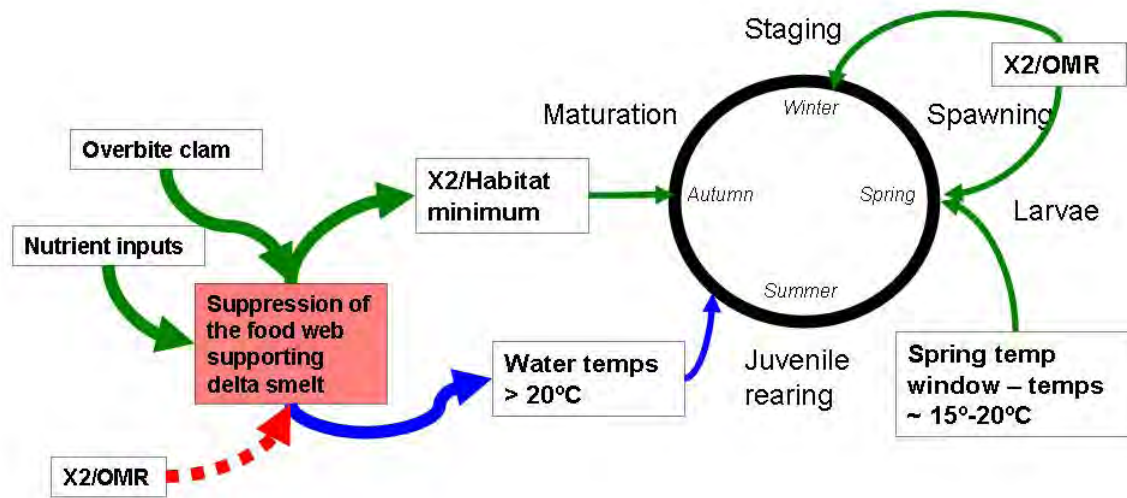 Staging
X2/OMR
Winter
Maturation
Spawning
Overbite clam
X2/Habitat
minimum
Autumn
Spring
Larvae
Nutrient inputs
Suppression of
the food web
supporting
delta smelt
Summer
Water temps
> 20ºC
Juvenile
rearing
Spring temp
window – temps
~ 15º-20ºC
X2/OMR